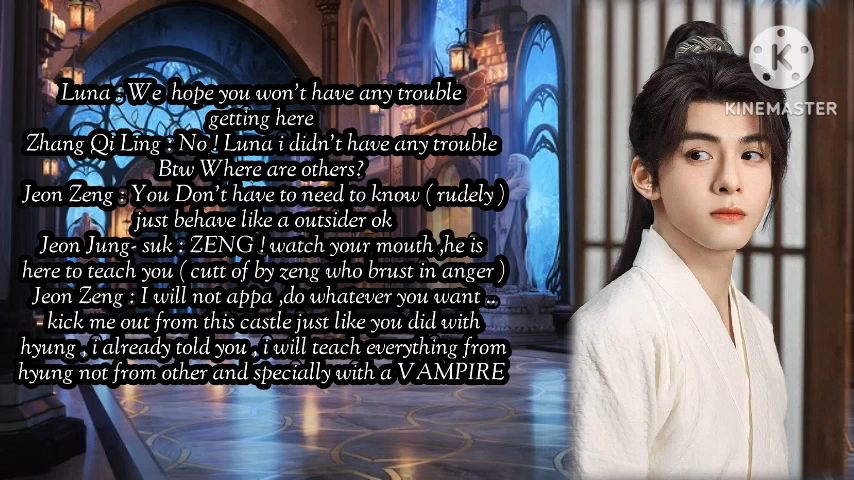 Luna : We hope you won't have any trouble
getting here
Zhang Qi Ling : No ! Luna i didn't have any trouble
Btw Where are others?
Jeon Zeng : You Don't have to need to know ( rudely )
just behave like a outsider ok
Jeon Jung- suk : ZENG ! watch your mouth ,he is
here to teach you ( cutt of by zeng who brust in anger )
Jeon Zeng : I will not appa ,do whatever you want ..
kick me out from this castle just like you did with
hyung , i already told you , i will teach everything from
hyung not from other and specially with a VAMPIRE
K
KINEMASTER